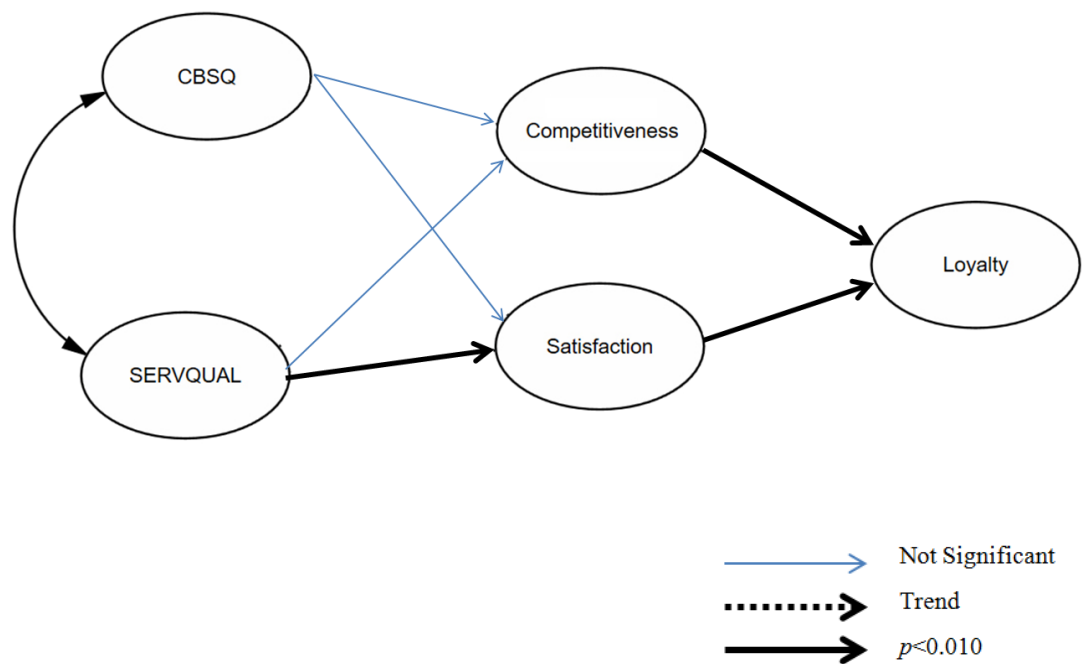 CBSQ
Competitiveness
Loyalty
Satisfaction
SERVQUAL
Not Significant
Trend
p<0.010